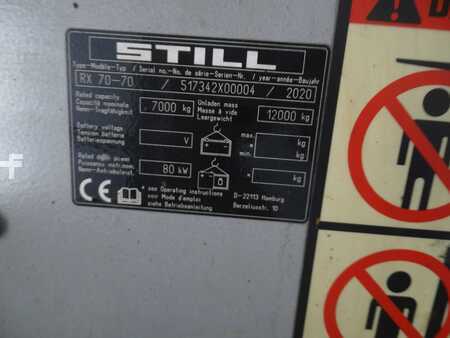 STILL
Type-Modèle-Typ / Serial no.-No. de série-Serien-Nr. / year-année-Baujahr
RX 70-70 / 517342X00004 / 2020
Rated capacity
Capacité nominale
Nenn-Tragfähigkeit
7000 kg
Unladen mass
Masse à vide
Leergewicht
12000 kg
Battery voltage
Tension batterie
Batteriespannung
V
max.
kg
min.
kg
Rated drive power
Puissance motr.nom.
Nenn-Antriebsleist.
80 kW
* kg
CE
* see Operating instructions
voir Mode d'emploi
siehe Betriebsanleitung
D-22113 Hamburg
Berzeliusstr. 10